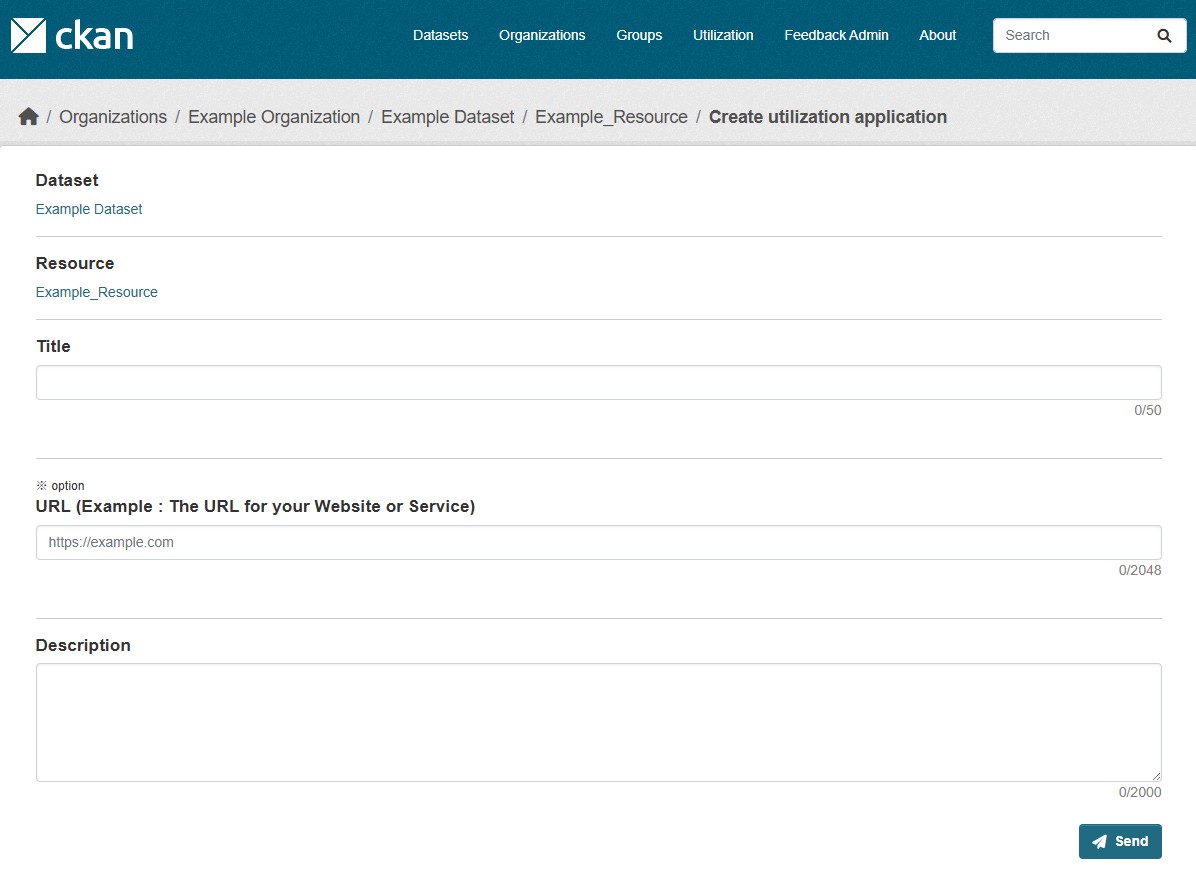 ckan
Datasets Organizations Groups Utilization Feedback Admin About Search
/ Organizations / Example Organization / Example Dataset / Example_Resource / Create utilization application
Dataset
Example Dataset
Resource
Example_Resource
Title
0/50
※ option
URL (Example : The URL for your Website or Service)
https://example.com
0/2048
Description
0/2000
Send